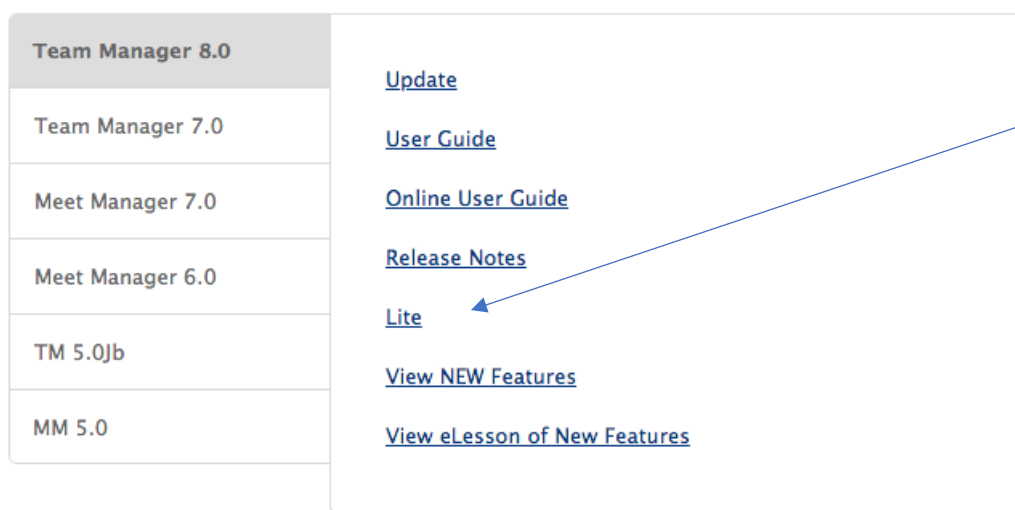 Team Manager 8.0
Team Manager 7.0
Meet Manager 7.0
Meet Manager 6.0
TM 5.0Jb
MM 5.0
Update
User Guide
Online User Guide
Release Notes
Lite
View NEW Features
View eLesson of New Features